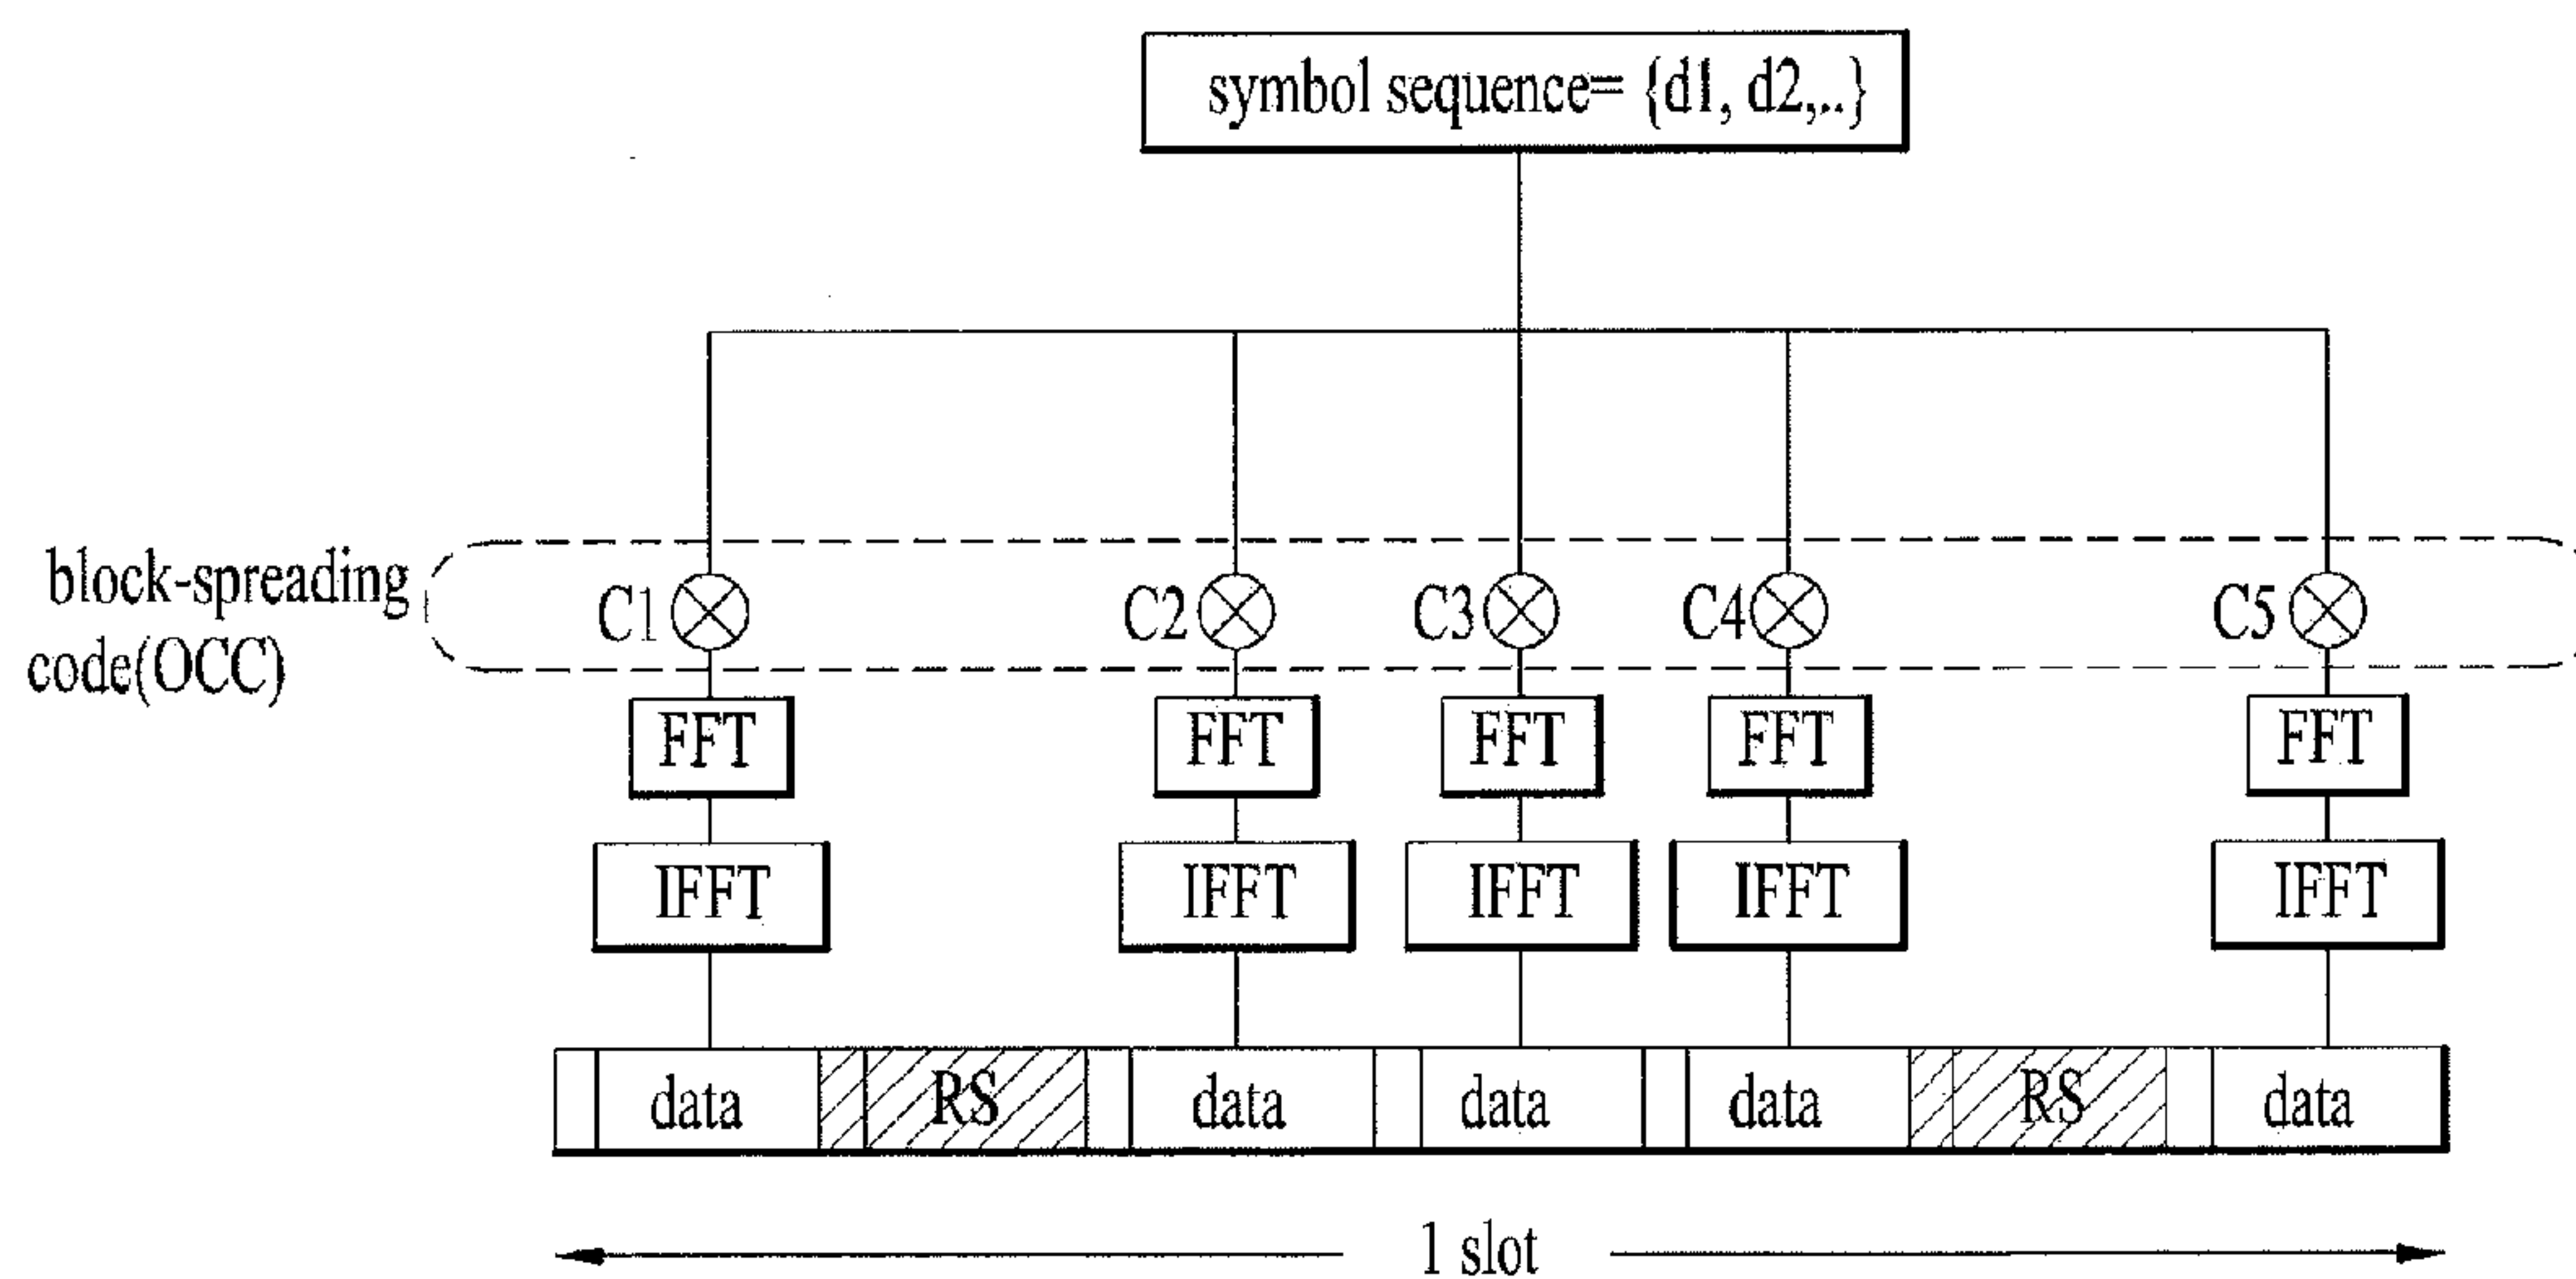 symbol sequence= {d1, d2,..}
block-spreading
code(OCC)
C1 C2 C3 C4 C5
FFT FFT FFT FFT FFT
IFFT IFFT IFFT IFFT IFFT
data RS data data data RS data
1 slot